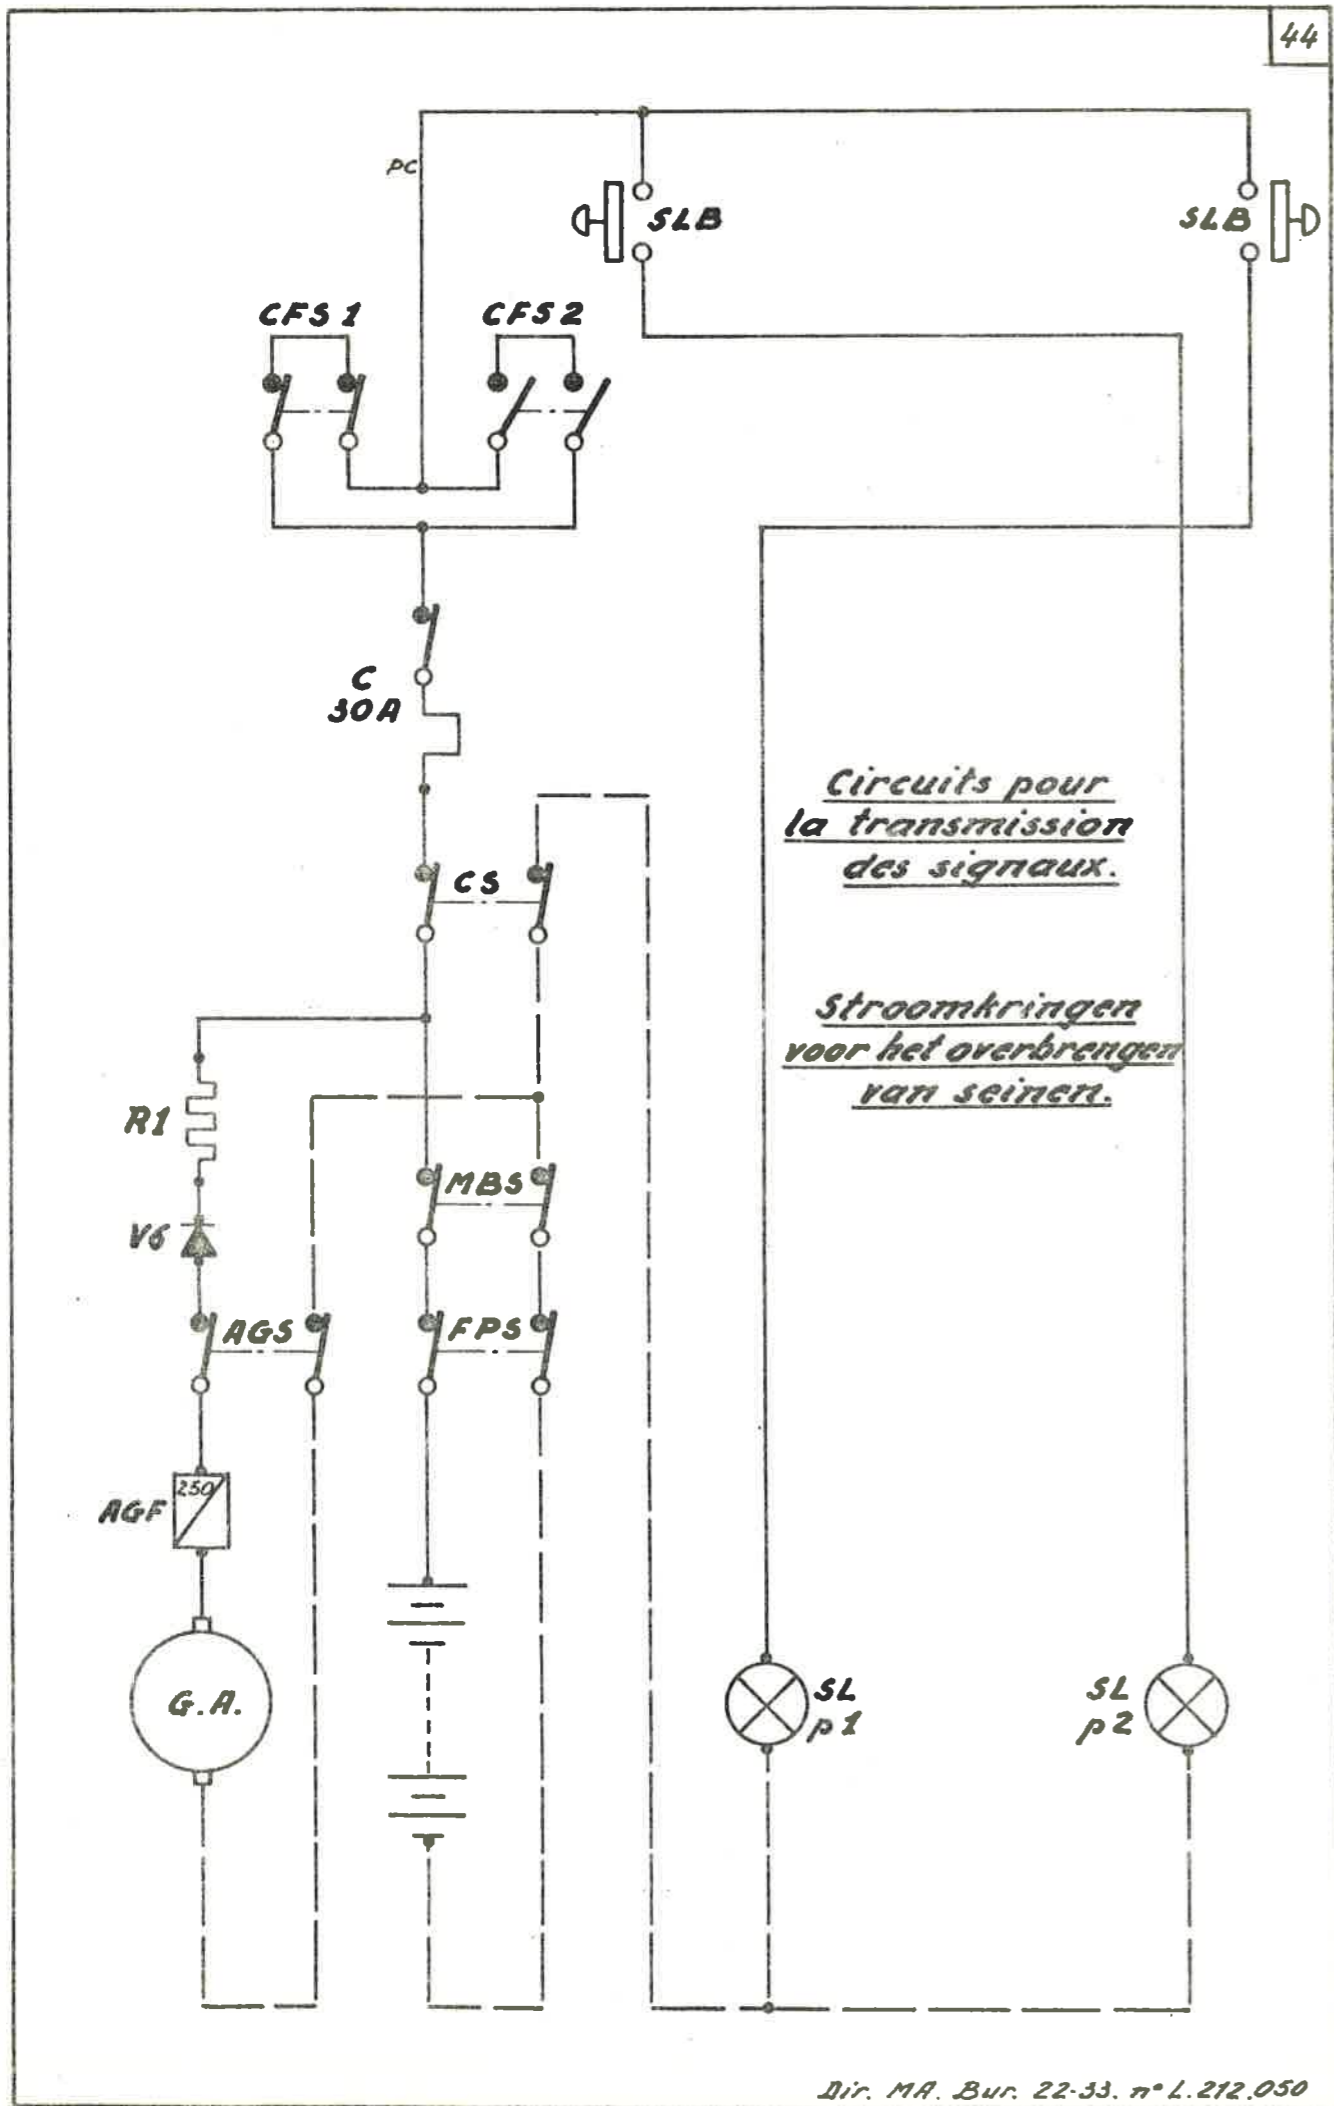 44
PC
SLB
SLB
CFS 1
CFS 2
C
30A
Circuits pour
la transmission
des signaux.
CS
Stroomkringen
voor het overbrengen
van seinen.
R1
MBS
V6
AGS
FPS
250
AGF
G.A.
SL
p1
SL
p2
Dir. MA. Bur. 22-33. n° L.212.050